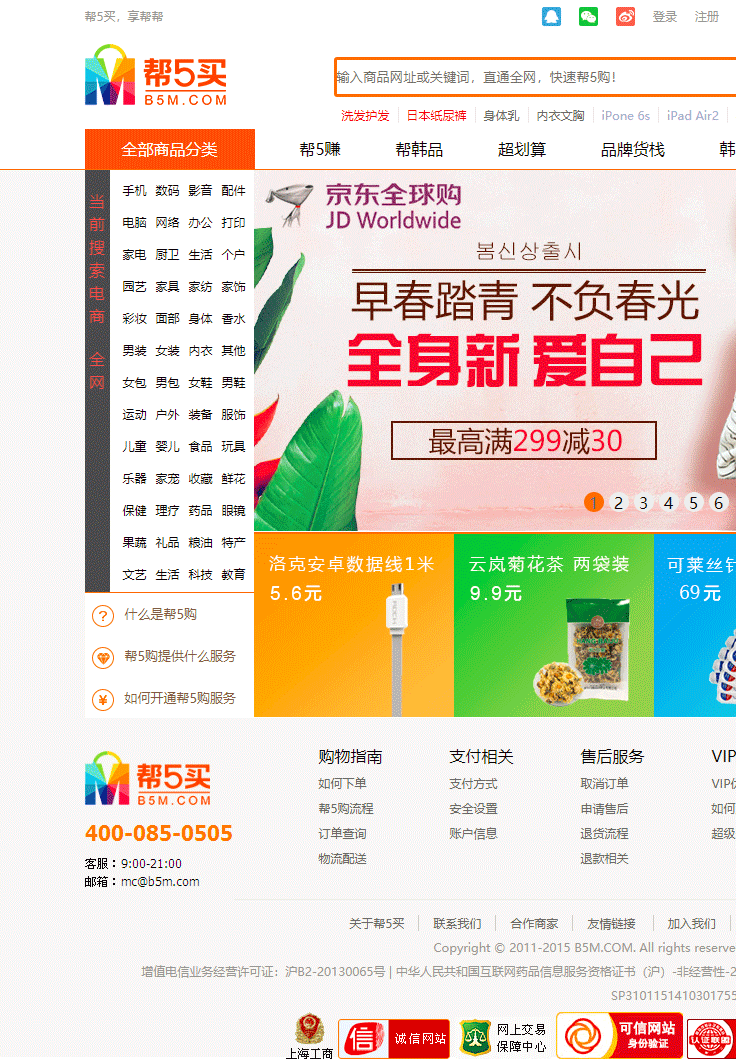 帮5买，享帮帮
登录 注册
帮5买
B5M.COM
输入商品网址或关键词，直通全网，快速帮5购!
洗发护发 日本纸尿裤 身体乳 内衣文胸 iPone 6s iPad Air2
全部商品分类 帮5赚 帮韩品 超划算 品牌货栈 韩
当前搜索电商 全网
手机 数码 影音 配件
电脑 网络 办公 打印
家电 厨卫 生活 个户
园艺 家具 家纺 家饰
彩妆 面部 身体 香水
男装 女装 内衣 其他
女包 男包 女鞋 男鞋
运动 户外 装备 服饰
儿童 婴儿 食品 玩具
乐器 家宠 收藏 鲜花
保健 理疗 药品 眼镜
果蔬 礼品 粮油 特产
文艺 生活 科技 教育
京东全球购
JD Worldwide
봄신상출시
早春踏青 不负春光
全身新 爱自己
最高满299减30
1 2 3 4 5 6
什么是帮5购
帮5购提供什么服务
如何开通帮5购服务
洛克安卓数据线1米
5.6元
云岚菊花茶 两袋装
9.9元
可莱丝针
69元
帮5买
B5M.COM
400-085-0505
客服：9:00-21:00
邮箱：mc@b5m.com
购物指南
如何下单
帮5购流程
订单查询
物流配送
支付相关
支付方式
安全设置
账户信息
售后服务
取消订单
申请售后
退货流程
退款相关
VIP
VIP优
如何
超级
关于帮5买 联系我们 合作商家 友情链接 加入我们
Copyright © 2011-2015 B5M.COM. All rights reserve
增值电信业务经营许可证：沪B2-20130065号 | 中华人民共和国互联网药品信息服务资格证书（沪）-非经营性-2
SP3101151410301755
上海工商
信 诚信网站
网上交易
保障中心
可信网站
身份验证
认证联盟